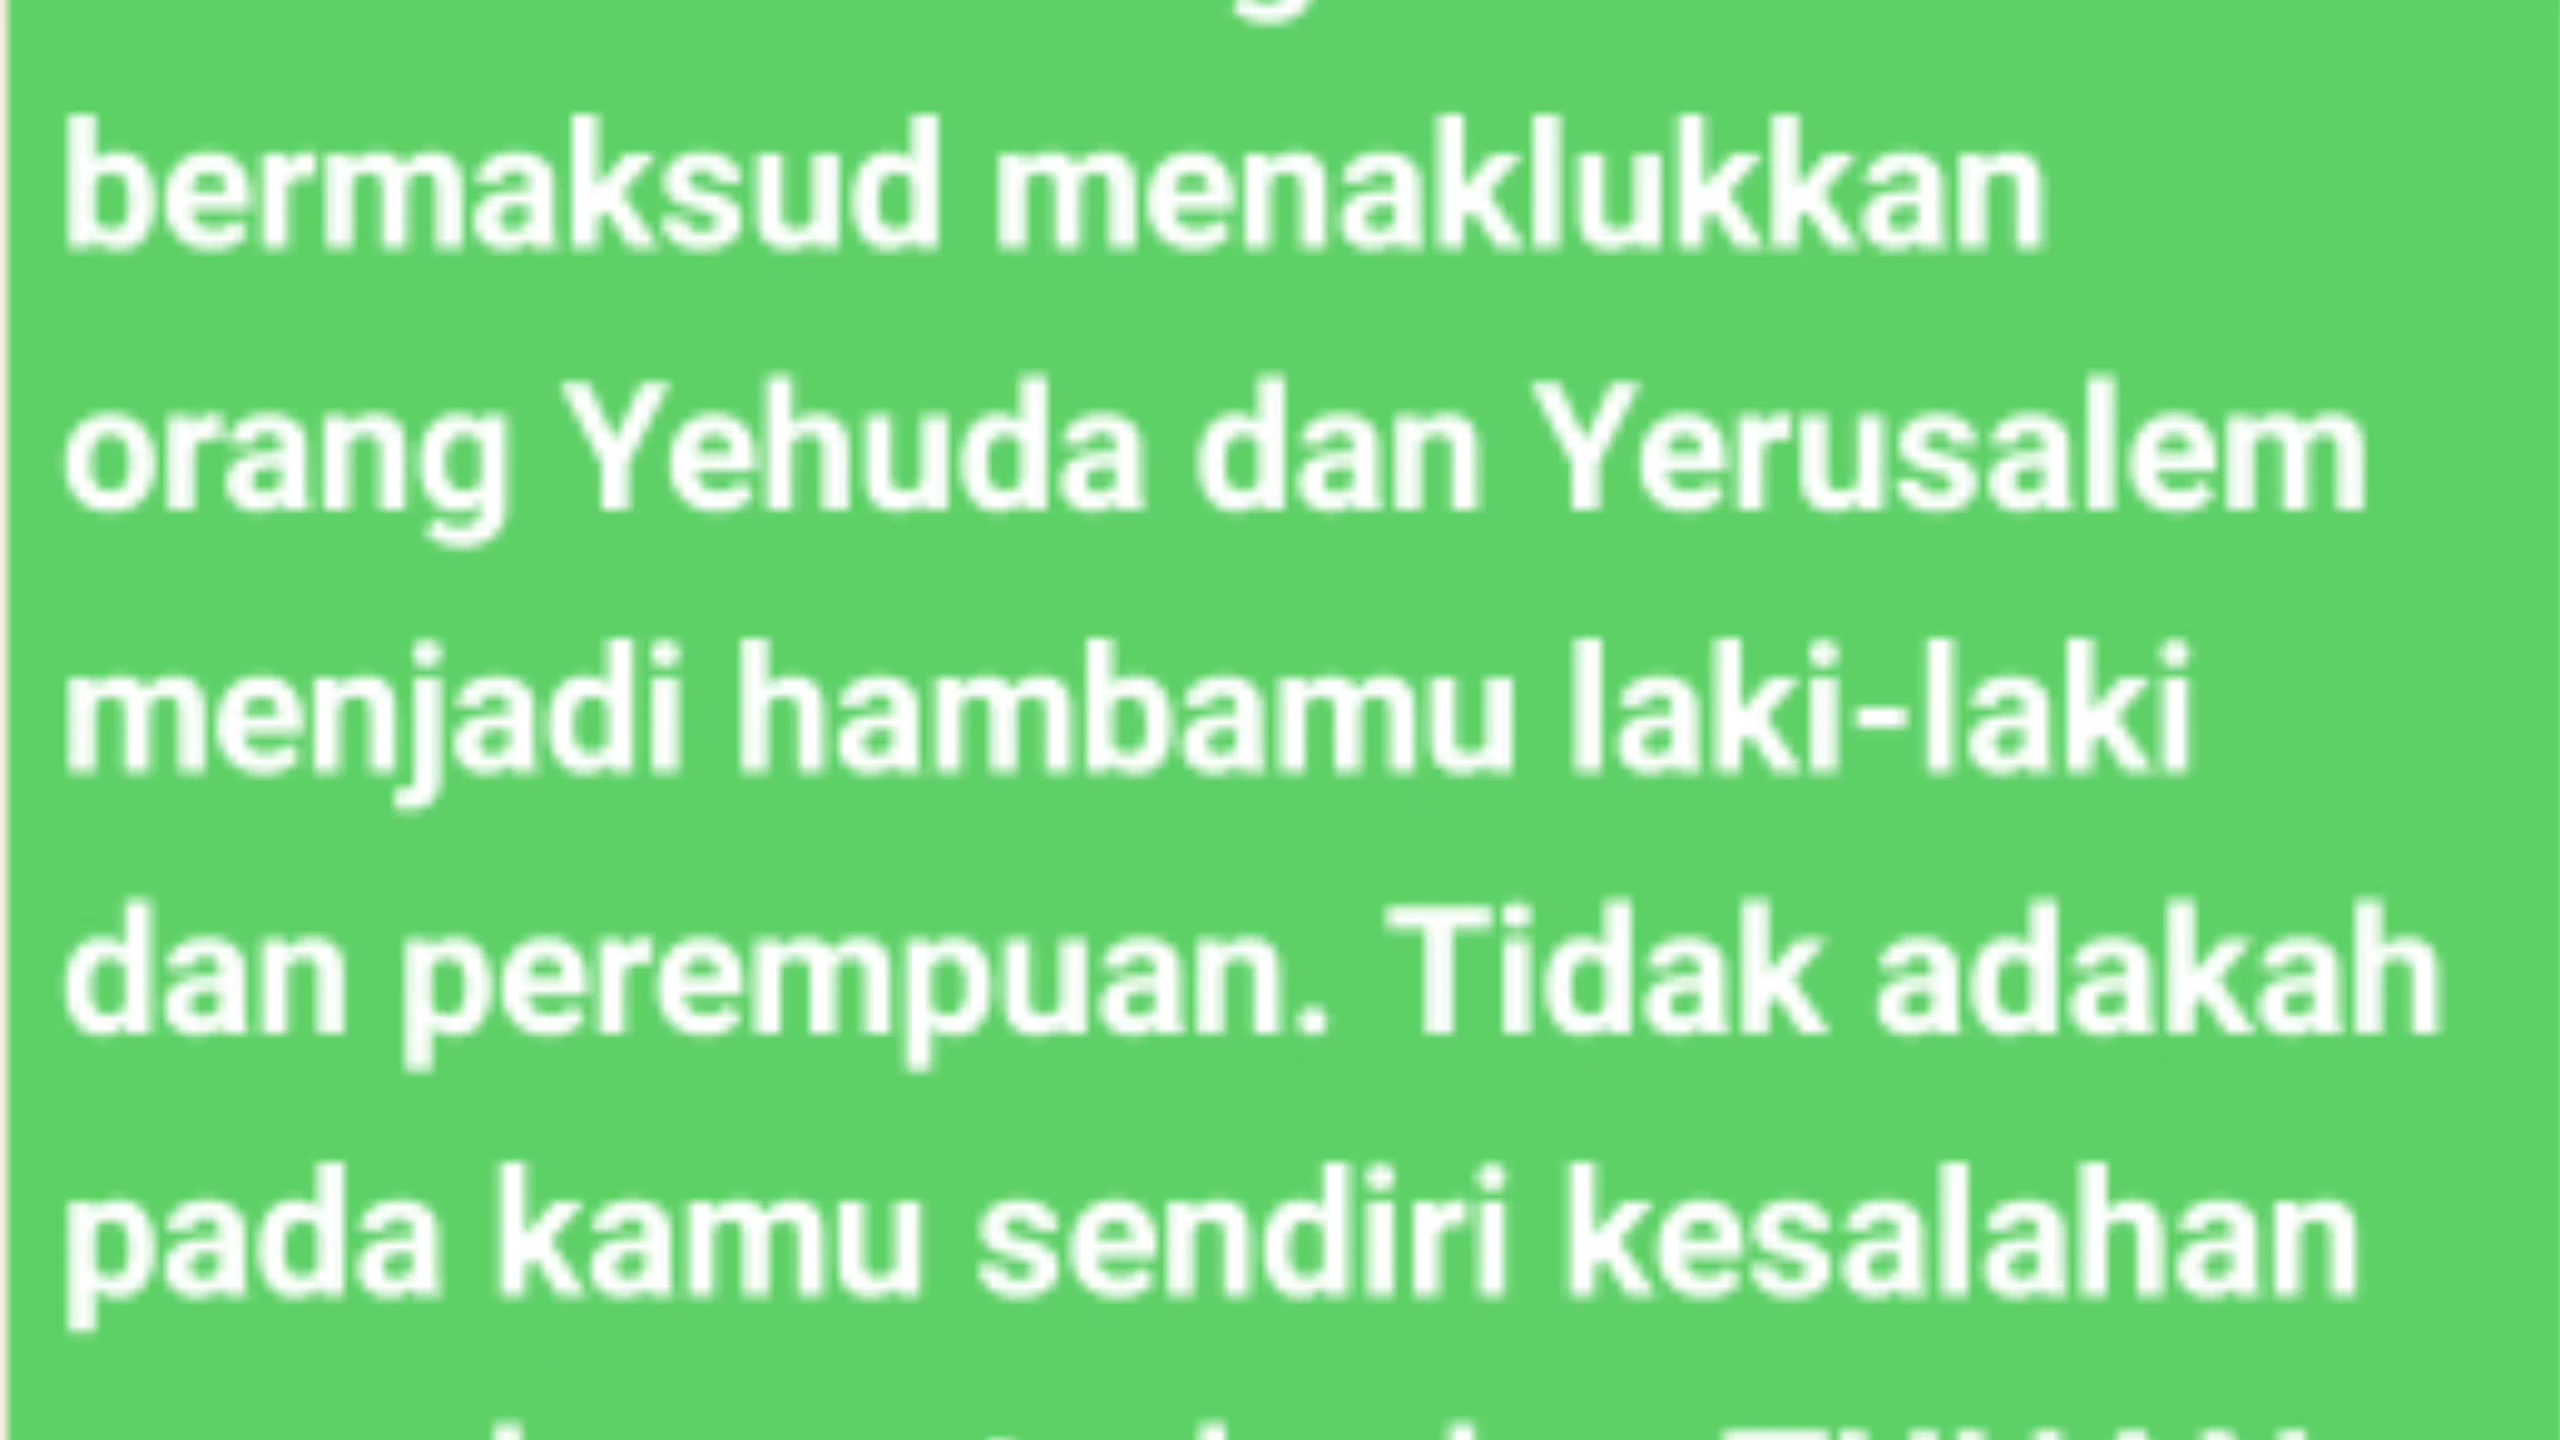 bermaksud menaklukkan
orang Yehuda dan Yerusalem
menjadi hambamu laki-laki
dan perempuan. Tidak adakah
pada kamu sendiri kesalahan